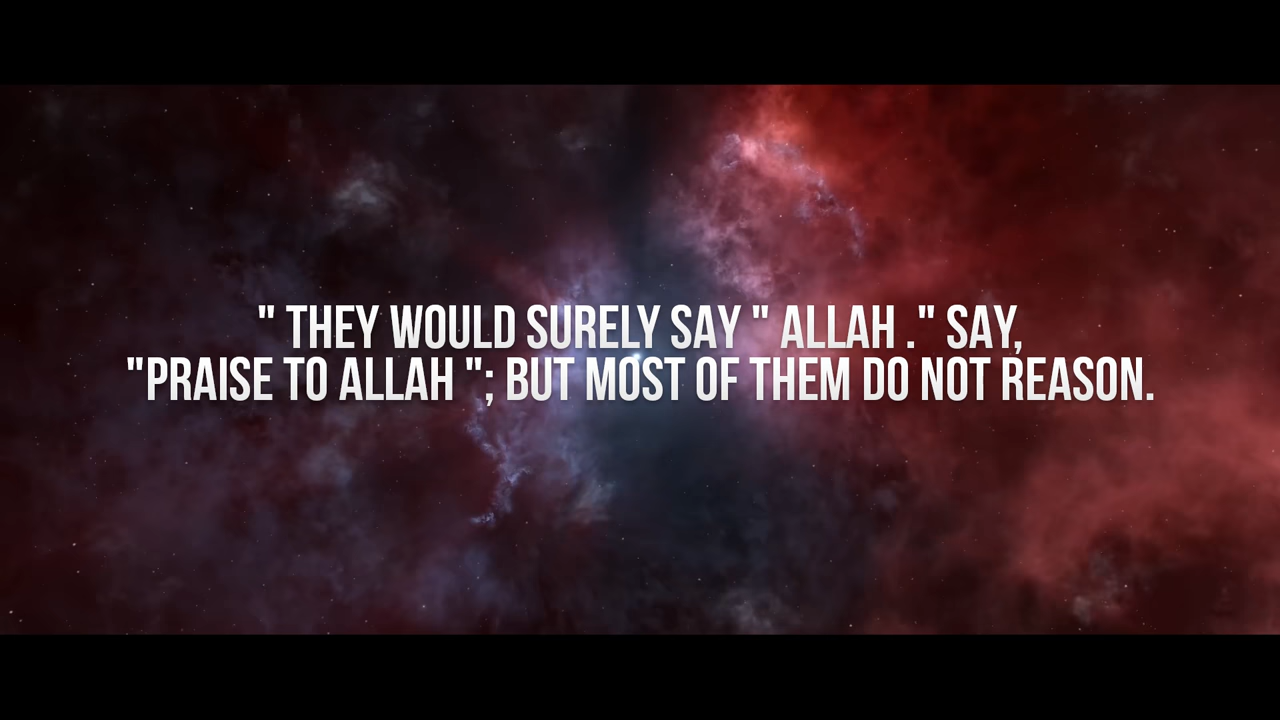 " THEY WOULD SURELY SAY " ALLAH ." SAY,
"PRAISE TO ALLAH "; BUT MOST OF THEM DO NOT REASON.